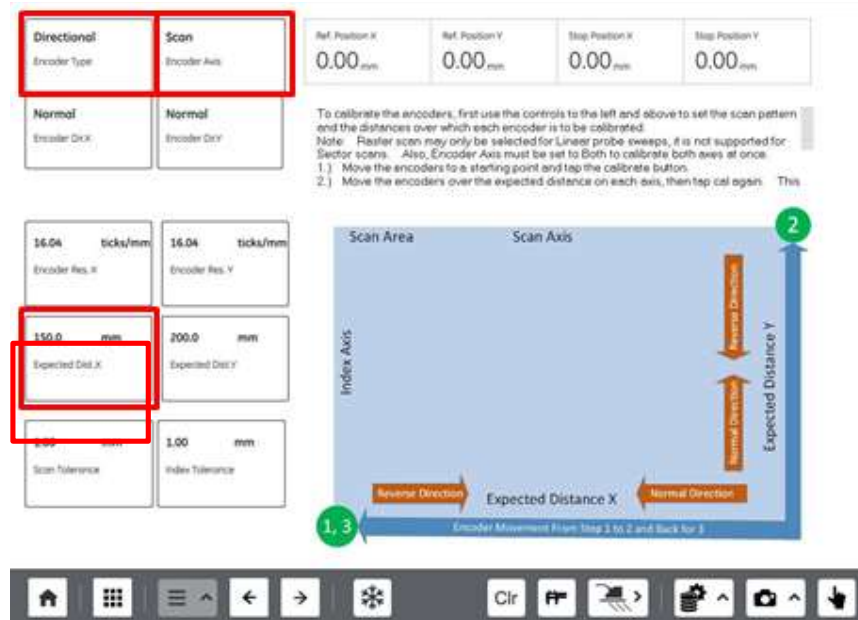 Directional
Encoder Type
Scan
Encoder Axis
Ref. Position X
0.00 mm
Ref. Position Y
0.00 mm
Stop Position X
0.00 mm
Stop Position Y
0.00 mm
Normal
Encoder Dir.X
Normal
Encoder Dir.Y
To calibrate the encoders, first use the controls to the left and above to set the scan pattern
and the distances over which each encoder is to be calibrated.
Note: Raster scan may only be selected for Linear probe sweeps, it is not supported for
Sector scans. Also, Encoder Axis must be set to Both to calibrate both axes at once.
1.) Move the encoders to a starting point and tap the calibrate button.
2.) Move the encoders over the expected distance on each axis, then tap cal again. This
16.04 ticks/mm
Encoder Res. X
16.04 ticks/mm
Encoder Res. Y
150.0 mm
Expected Dist.X
200.0 mm
Expected Dist.Y
Scan Tolerance
1.00 mm
Index Tolerance
Scan Area
Scan Axis
2
Index Axis
Reverse Direction
Normal Direction
Expected Distance Y
Reverse Direction
Expected Distance X
Normal Direction
1, 3
Encoder Movement From Step 1 to 2 and Back for 3
Clr